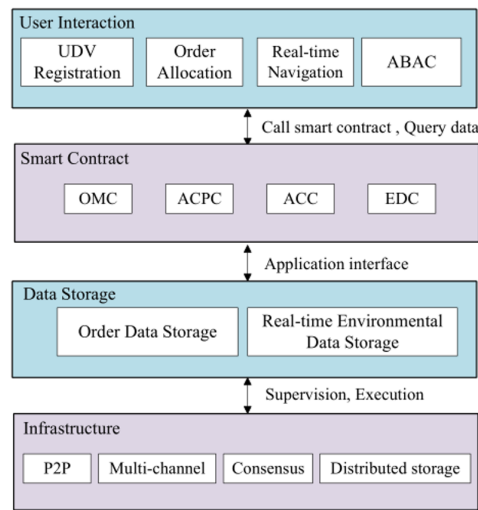 User Interaction
UDV
Registration
Order
Allocation
Real-time
Navigation
ABAC
Call smart contract , Query data
Smart Contract
OMC
ACPC
ACC
EDC
Application interface
Data Storage
Order Data Storage
Real-time Environmental
Data Storage
Supervision, Execution
Infrastructure
P2P
Multi-channel
Consensus
Distributed storage